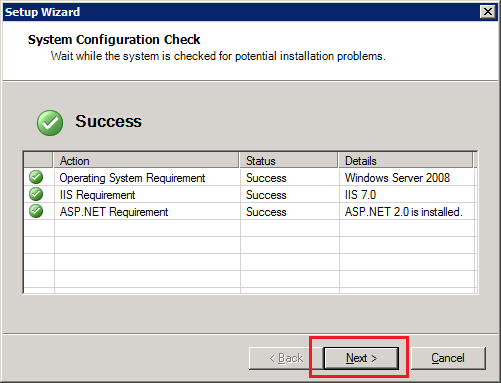 Setup Wizard
System Configuration Check
Wait while the system is checked for potential installation problems.
Success
Action Status Details
Operating System Requirement Success Windows Server 2008
IIS Requirement Success IIS 7.0
ASP.NET Requirement Success ASP.NET 2.0 is installed.
< Back Next > Cancel